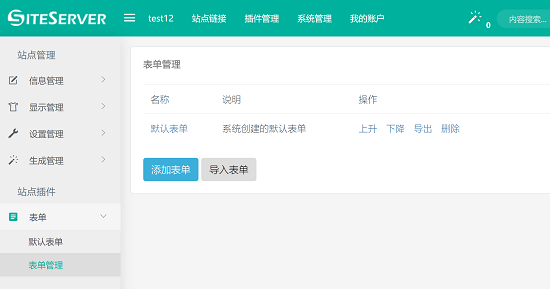 SITESERVER
test12 站点链接 插件管理 系统管理 我的账户 0 内容搜索...
站点管理
信息管理
显示管理
设置管理
生成管理
站点插件
表单
默认表单
表单管理
表单管理
名称 说明 操作
默认表单 系统创建的默认表单 上升 下降 导出 删除
添加表单 导入表单